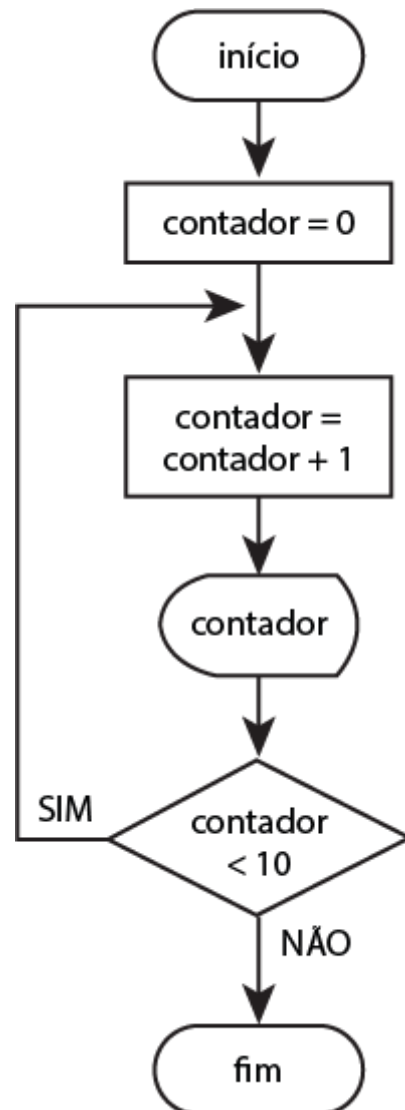 início
contador = 0
contador =
contador + 1
contador
SIM
contador
< 10
NÃO
fim